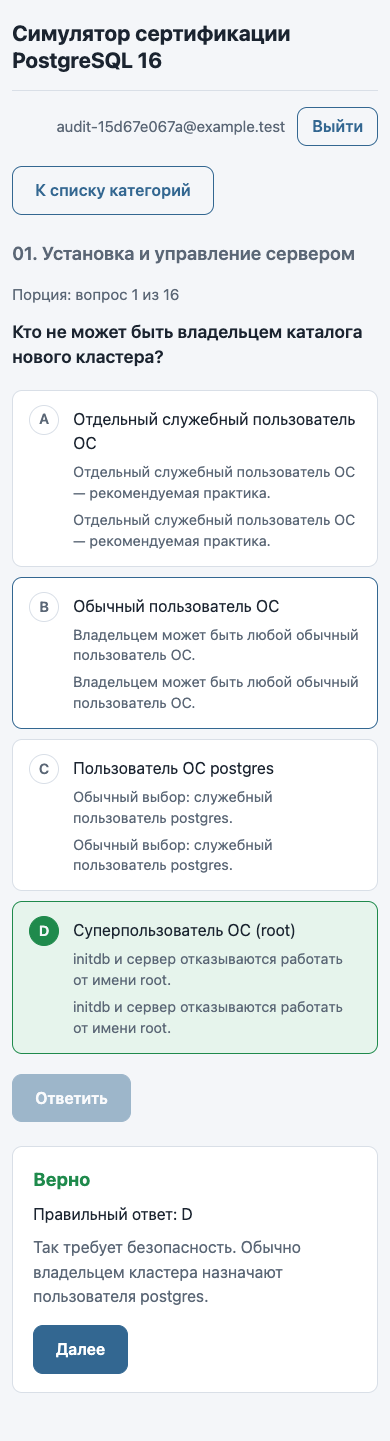 Симулятор сертификации
PostgreSQL 16
audit-15d67e067a@example.test
Выйти
К списку категорий
01. Установка и управление сервером
Порция: вопрос 1 из 16
Кто не может быть владельцем каталога
нового кластера?
A
Отдельный служебный пользователь
ОС
Отдельный служебный пользователь ОС
— рекомендуемая практика.
Отдельный служебный пользователь ОС
— рекомендуемая практика.
B
Обычный пользователь ОС
Владельцем может быть любой обычный
пользователь ОС.
Владельцем может быть любой обычный
пользователь ОС.
C
Пользователь ОС postgres
Обычный выбор: служебный
пользователь postgres.
Обычный выбор: служебный
пользователь postgres.
D
Суперпользователь ОС (root)
initdb и сервер отказываются работать
от имени root.
initdb и сервер отказываются работать
от имени root.
Ответить
Верно
Правильный ответ: D
Так требует безопасность. Обычно
владельцем кластера назначают
пользователя postgres.
Далее